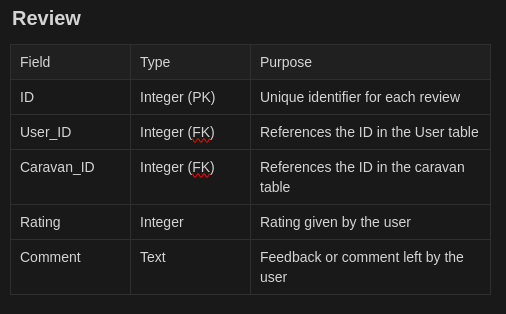 Review
Field Type Purpose
ID Integer (PK) Unique identifier for each review
User_ID Integer (FK) References the ID in the User table
Caravan_ID Integer (FK) References the ID in the caravan
table
Rating Integer Rating given by the user
Comment Text Feedback or comment left by the
user